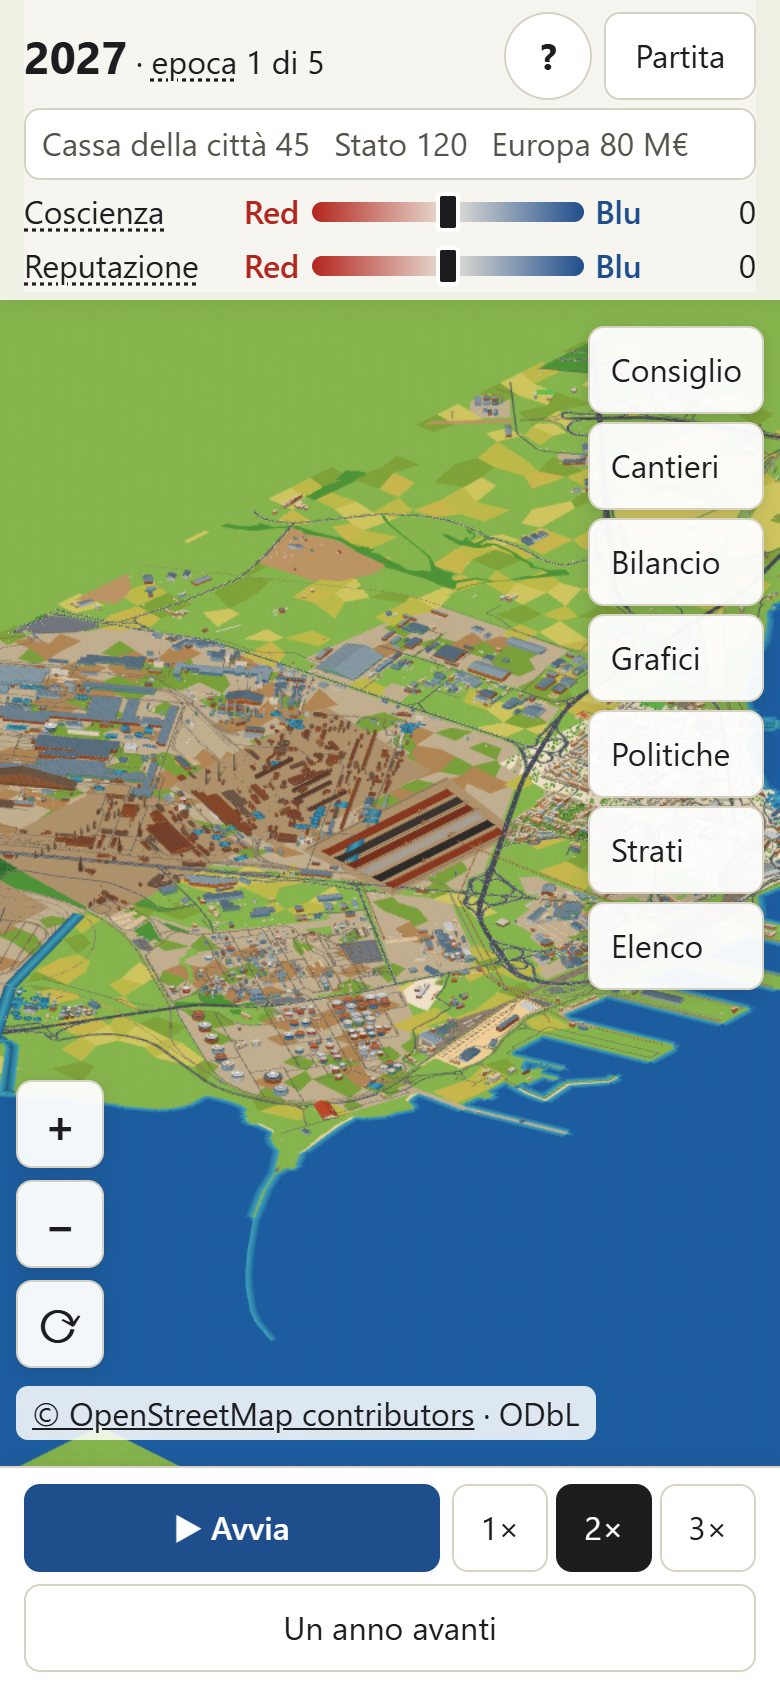 2027 · epoca 1 di 5
?
Partita
Cassa della città 45 Stato 120 Europa 80 M€
Coscienza Red Blu 0
Reputazione Red Blu 0
Consiglio
Cantieri
Bilancio
Grafici
Politiche
Strati
Elenco
+
−
© OpenStreetMap contributors · ODbL
▶ Avvia
1×
2×
3×
Un anno avanti